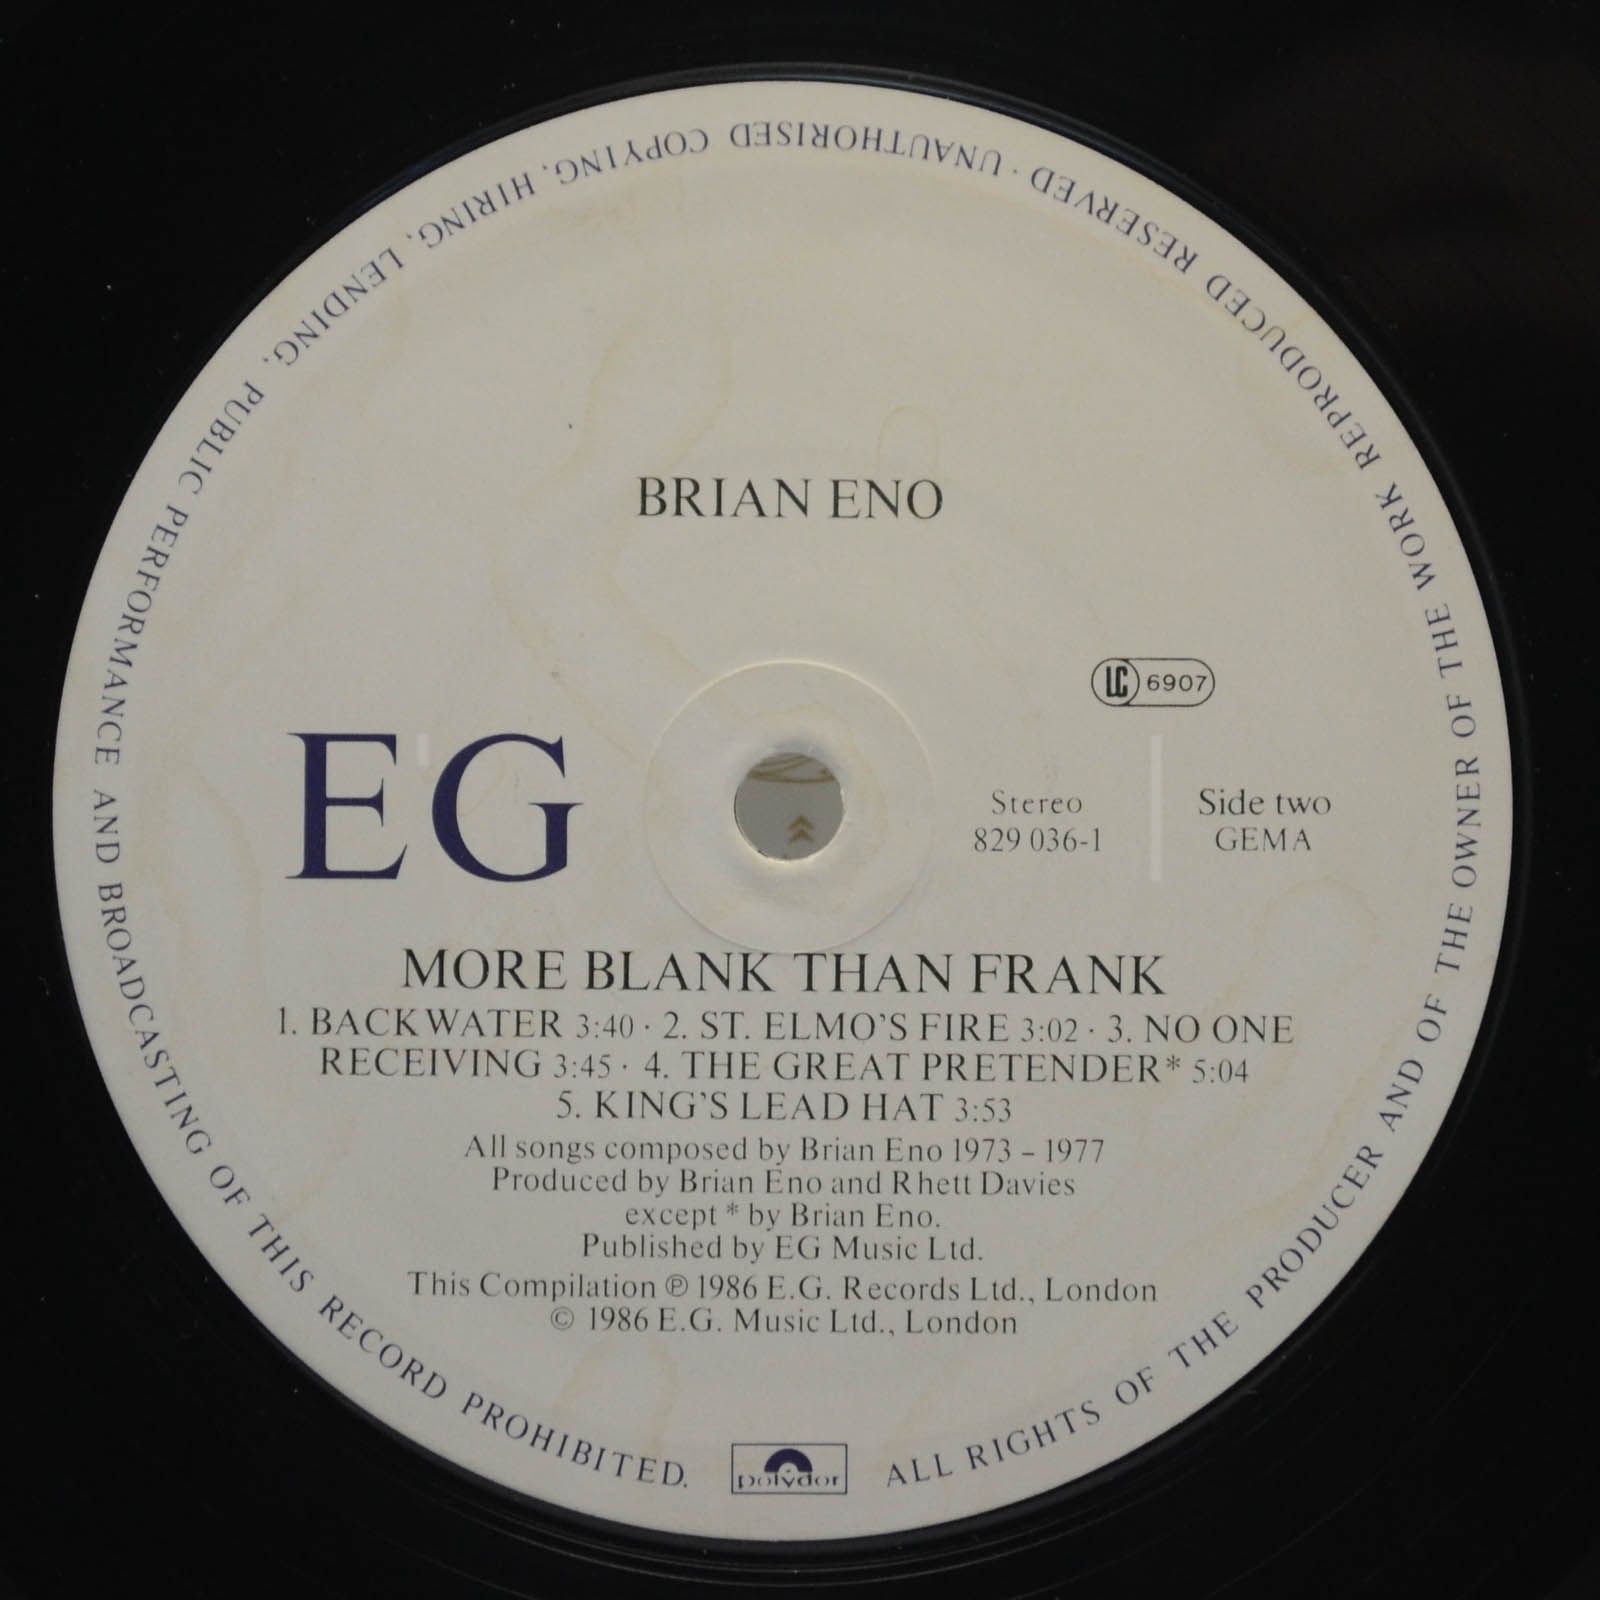 BRIAN ENO
LC 6907
EG
Stereo
829 036-1
Side two
GEMA
MORE BLANK THAN FRANK
1. BACKWATER 3:40 · 2. ST. ELMO'S FIRE 3:02 · 3. NO ONE
RECEIVING 3:45 · 4. THE GREAT PRETENDER* 5:04
5. KING'S LEAD HAT 3:53
All songs composed by Brian Eno 1973 – 1977
Produced by Brian Eno and Rhett Davies
except * by Brian Eno.
Published by EG Music Ltd.
This Compilation ℗ 1986 E.G. Records Ltd., London
© 1986 E.G. Music Ltd., London
polydor
ALL RIGHTS OF THE PRODUCER AND OF THE OWNER OF THE WORK REPRODUCED RESERVED · UNAUTHORISED COPYING, HIRING, LENDING, PUBLIC PERFORMANCE AND BROADCASTING OF THIS RECORD PROHIBITED.